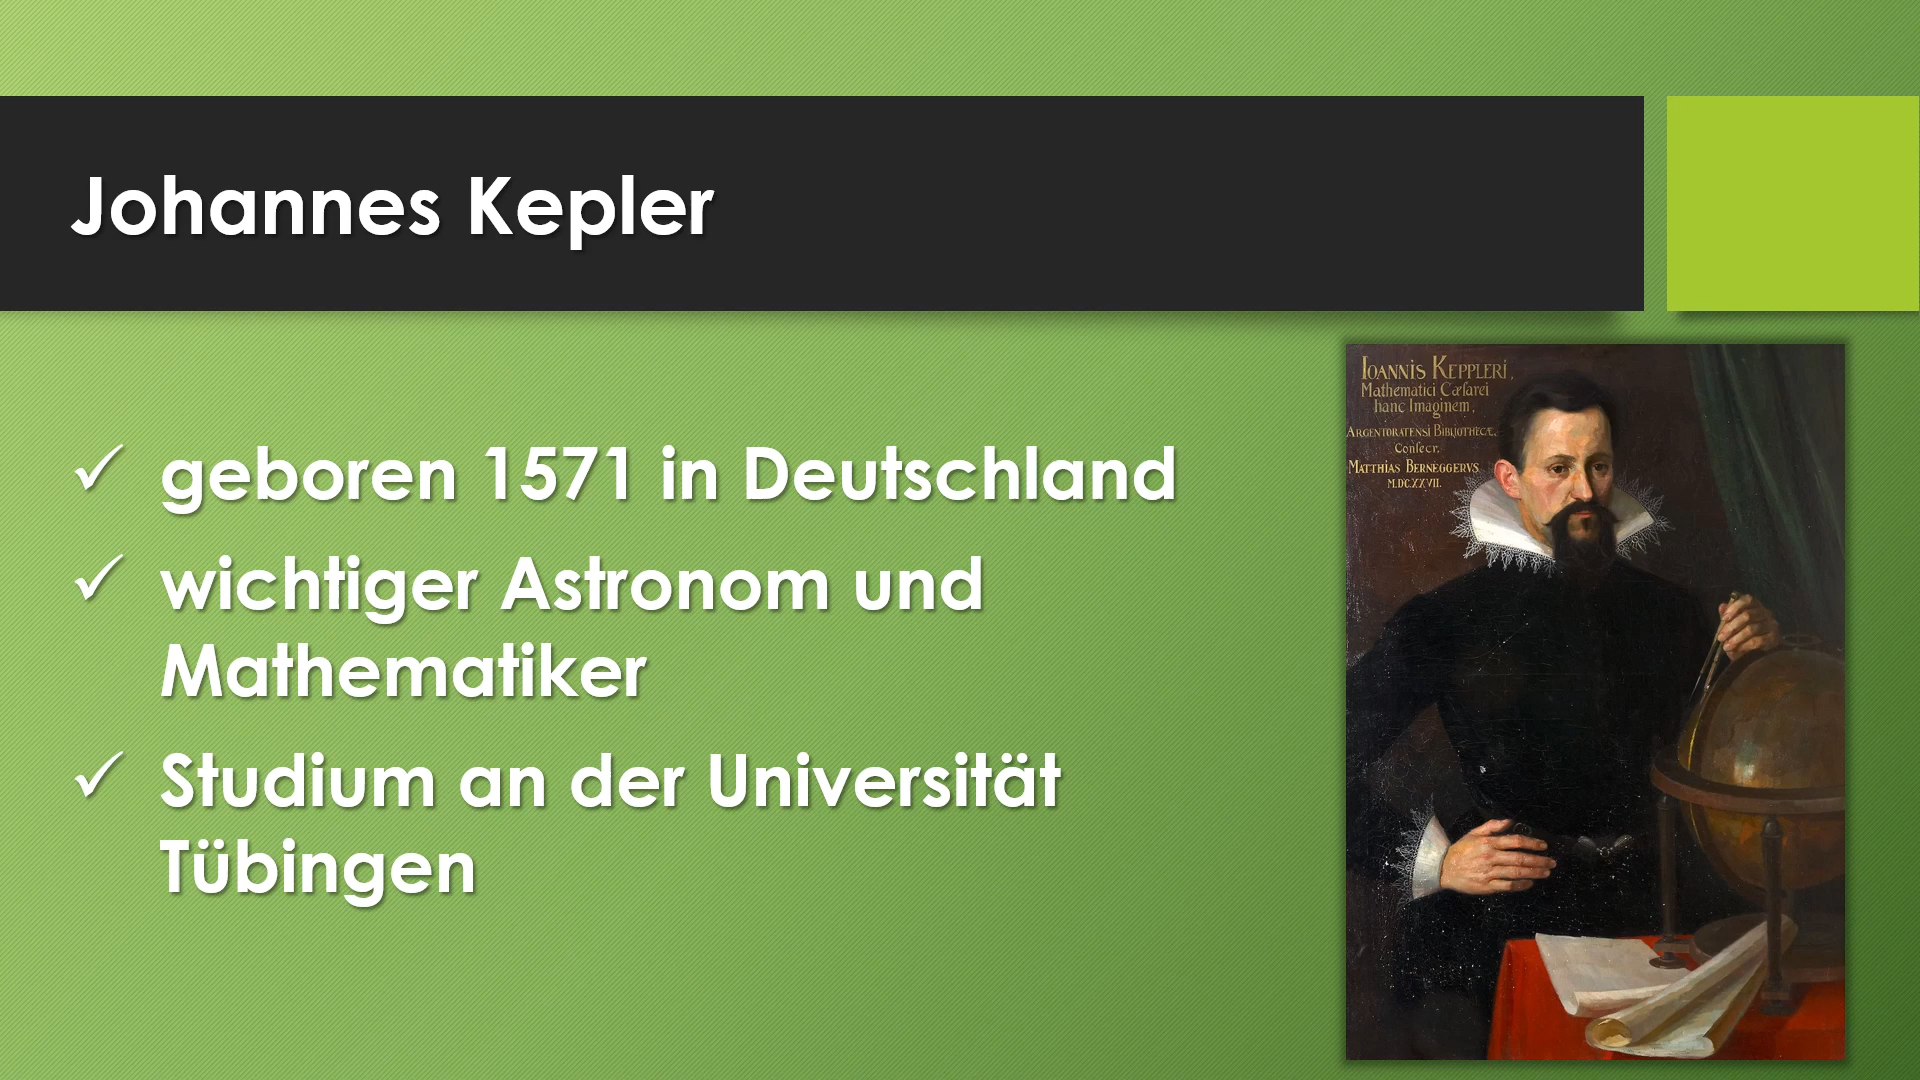 Johannes Kepler
geboren 1571 in Deutschland
wichtiger Astronom und
Mathematiker
Studium an der Universität
Tübingen
IOANNIS KEPPLERI,
Mathematici Cæſarei
hanc Imaginem,
ARGENTORATENSI BIBLIOTHECÆ,
Conſecr.
MATTHIAS BERNEGGERVS
M.DC.XXVII.